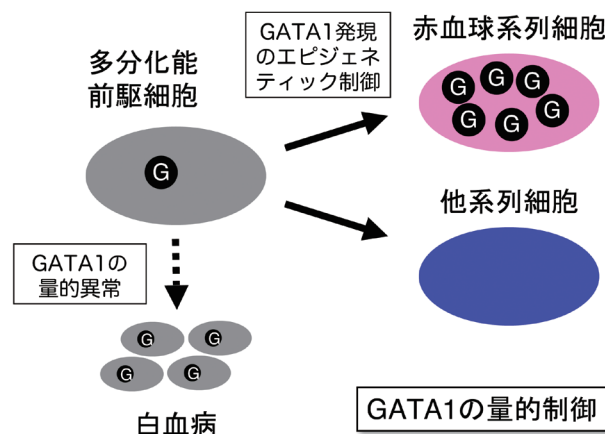 GATA1発現
のエピジェネ
ティック制御
赤血球系列細胞
多分化能
前駆細胞
G
G
G
G
G
G
G
他系列細胞
GATA1の
量的異常
G
G
G
G
白血病
GATA1の量的制御